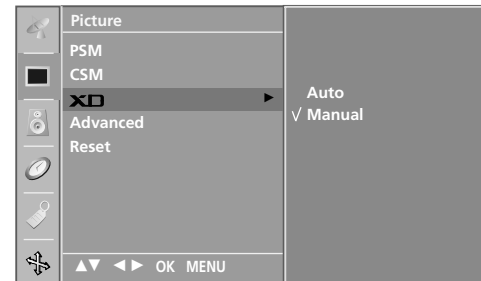 Picture
PSM
CSM
XD ►
Advanced
Reset
Auto
√ Manual
▲▼ ◄► OK MENU